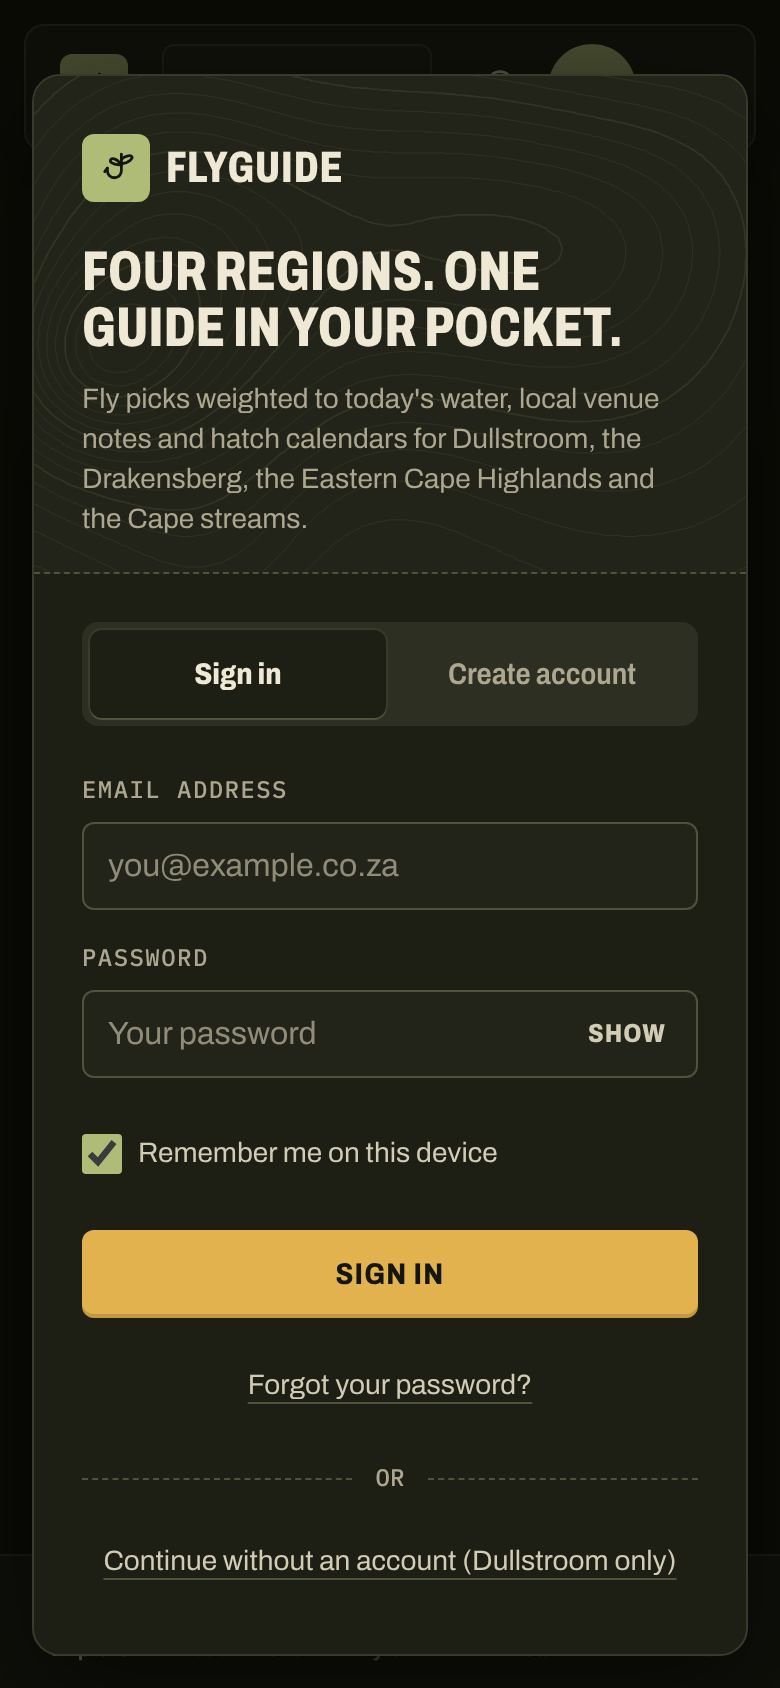 FLYGUIDE
FOUR REGIONS. ONE
GUIDE IN YOUR POCKET.
Fly picks weighted to today's water, local venue
notes and hatch calendars for Dullstroom, the
Drakensberg, the Eastern Cape Highlands and
the Cape streams.
Sign in
Create account
EMAIL ADDRESS
you@example.co.za
PASSWORD
Your password
SHOW
Remember me on this device
SIGN IN
Forgot your password?
OR
Continue without an account (Dullstroom only)